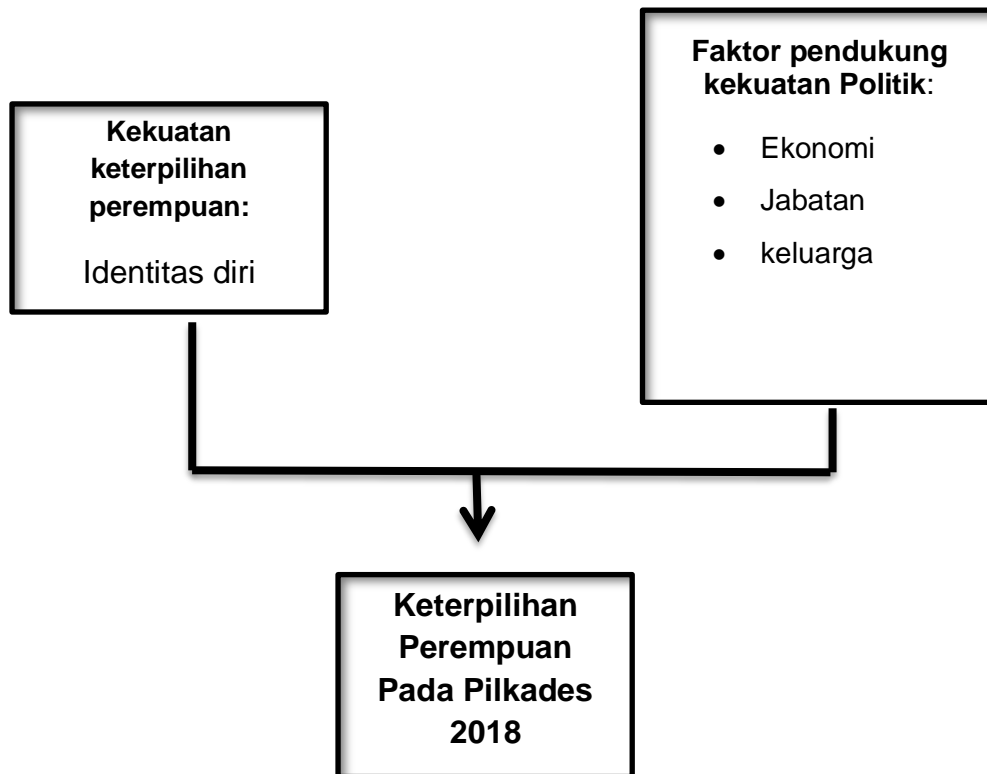 Kekuatan
keterpilihan
perempuan:
Identitas diri
Faktor pendukung
kekuatan Politik:
• Ekonomi
• Jabatan
• keluarga
Keterpilihan
Perempuan
Pada Pilkades
2018